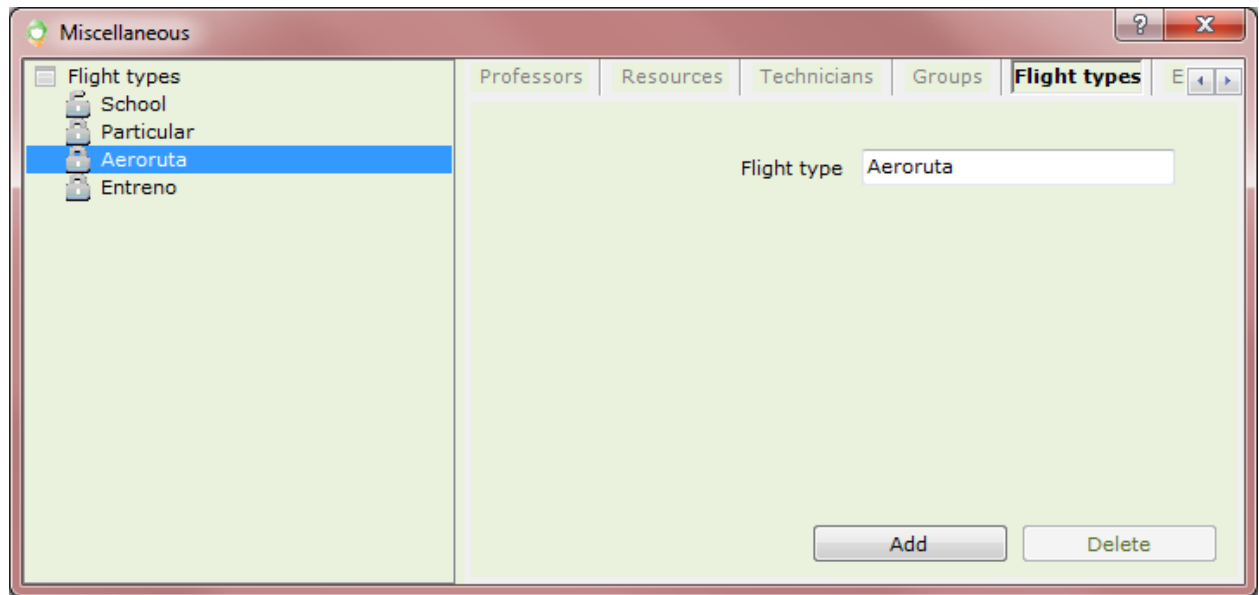 Miscellaneous
?
X
Flight types
School
Particular
Aeroruta
Entreno
Professors Resources Technicians Groups Flight types E
Flight type Aeroruta
Add Delete